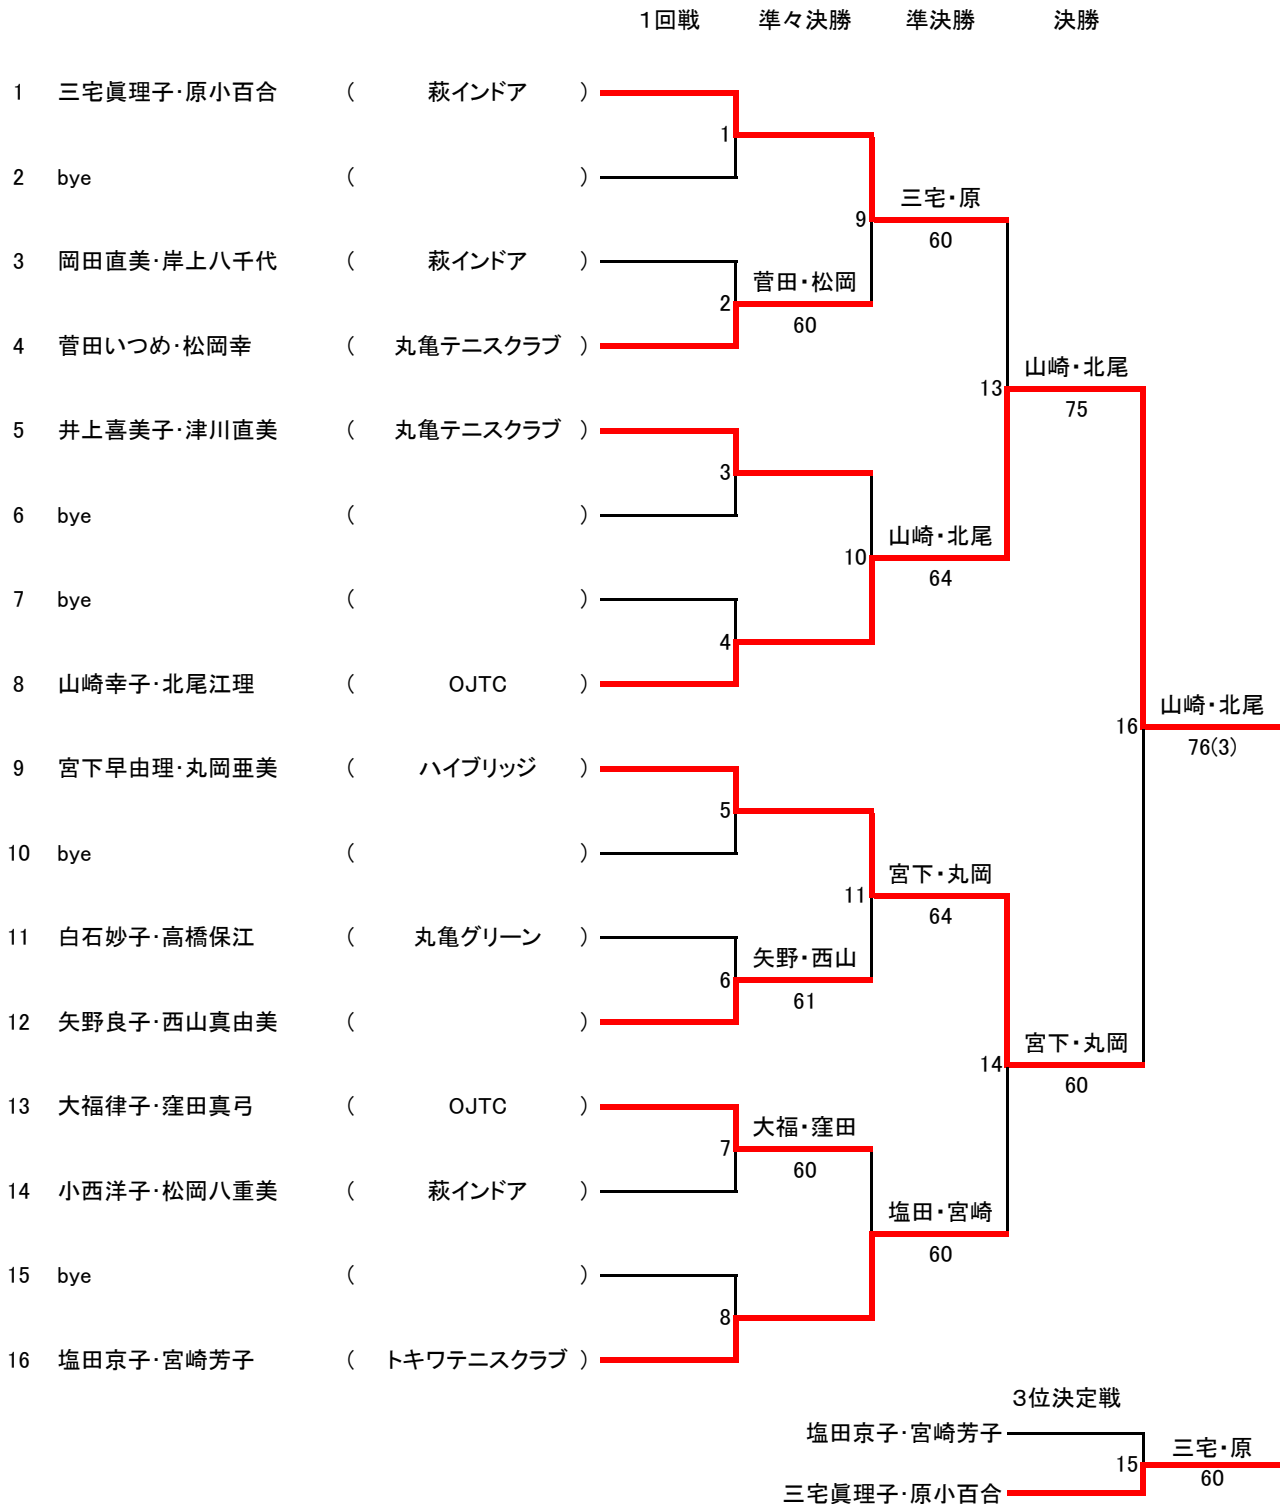 1回戦 準々決勝 準決勝 決勝
1 三宅眞理子・原小百合 ( 萩インドア )
1
2 bye ( )
三宅・原
9
60
3 岡田直美・岸上八千代 ( 萩インドア )
菅田・松岡
2
60
4 菅田いつめ・松岡幸 ( 丸亀テニスクラブ )
山崎・北尾
13
75
5 井上喜美子・津川直美 ( 丸亀テニスクラブ )
3
6 bye ( )
山崎・北尾
10
64
7 bye ( )
4
8 山崎幸子・北尾江理 ( OJTC )
山崎・北尾
16
76(3)
9 宮下早由理・丸岡亜美 ( ハイブリッジ )
5
10 bye ( )
宮下・丸岡
11
64
11 白石妙子・高橋保江 ( 丸亀グリーン )
矢野・西山
6
61
12 矢野良子・西山真由美 ( )
宮下・丸岡
14
60
13 大福律子・窪田真弓 ( OJTC )
大福・窪田
7
60
14 小西洋子・松岡八重美 ( 萩インドア )
塩田・宮崎
60
15 bye ( )
8
16 塩田京子・宮崎芳子 ( トキワテニスクラブ )
3位決定戦
塩田京子・宮崎芳子
三宅・原
15
60
三宅眞理子・原小百合